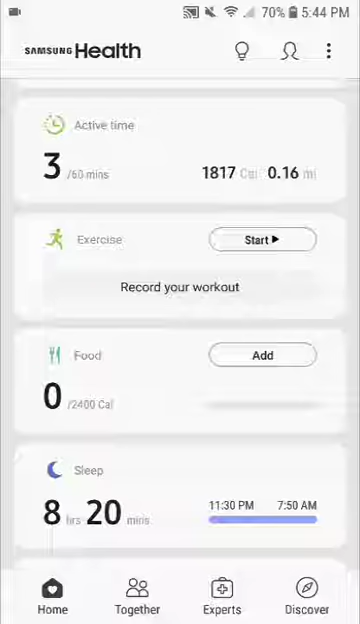 70% 5:44 PM
SAMSUNG Health
Active time
3 /60 mins 1817 Cal 0.16 mi
Exercise Start
Record your workout
Food Add
0 /2400 Cal
Sleep
8 hrs 20 mins 11:30 PM 7:50 AM
Home Together Experts Discover